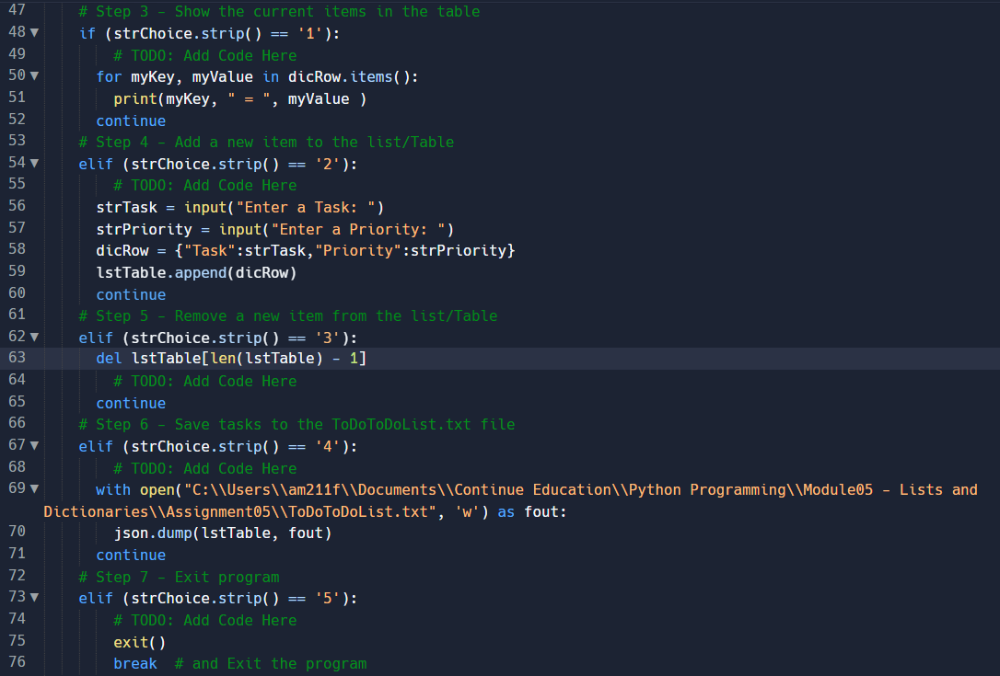 47 # Step 3 - Show the current items in the table
48 ▼ if (strChoice.strip() == '1'):
49 # TODO: Add Code Here
50 ▼ for myKey, myValue in dicRow.items():
51 print(myKey, " = ", myValue )
52 continue
53 # Step 4 - Add a new item to the list/Table
54 ▼ elif (strChoice.strip() == '2'):
55 # TODO: Add Code Here
56 strTask = input("Enter a Task: ")
57 strPriority = input("Enter a Priority: ")
58 dicRow = {"Task":strTask,"Priority":strPriority}
59 lstTable.append(dicRow)
60 continue
61 # Step 5 - Remove a new item from the list/Table
62 ▼ elif (strChoice.strip() == '3'):
63 del lstTable[len(lstTable) - 1]
64 # TODO: Add Code Here
65 continue
66 # Step 6 - Save tasks to the ToDoToDoList.txt file
67 ▼ elif (strChoice.strip() == '4'):
68 # TODO: Add Code Here
69 ▼ with open("C:\\Users\\am211f\\Documents\\Continue Education\\Python Programming\\Module05 - Lists and
Dictionaries\\Assignment05\\ToDoToDoList.txt", 'w') as fout:
70 json.dump(lstTable, fout)
71 continue
72 # Step 7 - Exit program
73 ▼ elif (strChoice.strip() == '5'):
74 # TODO: Add Code Here
75 exit()
76 break  # and Exit the program